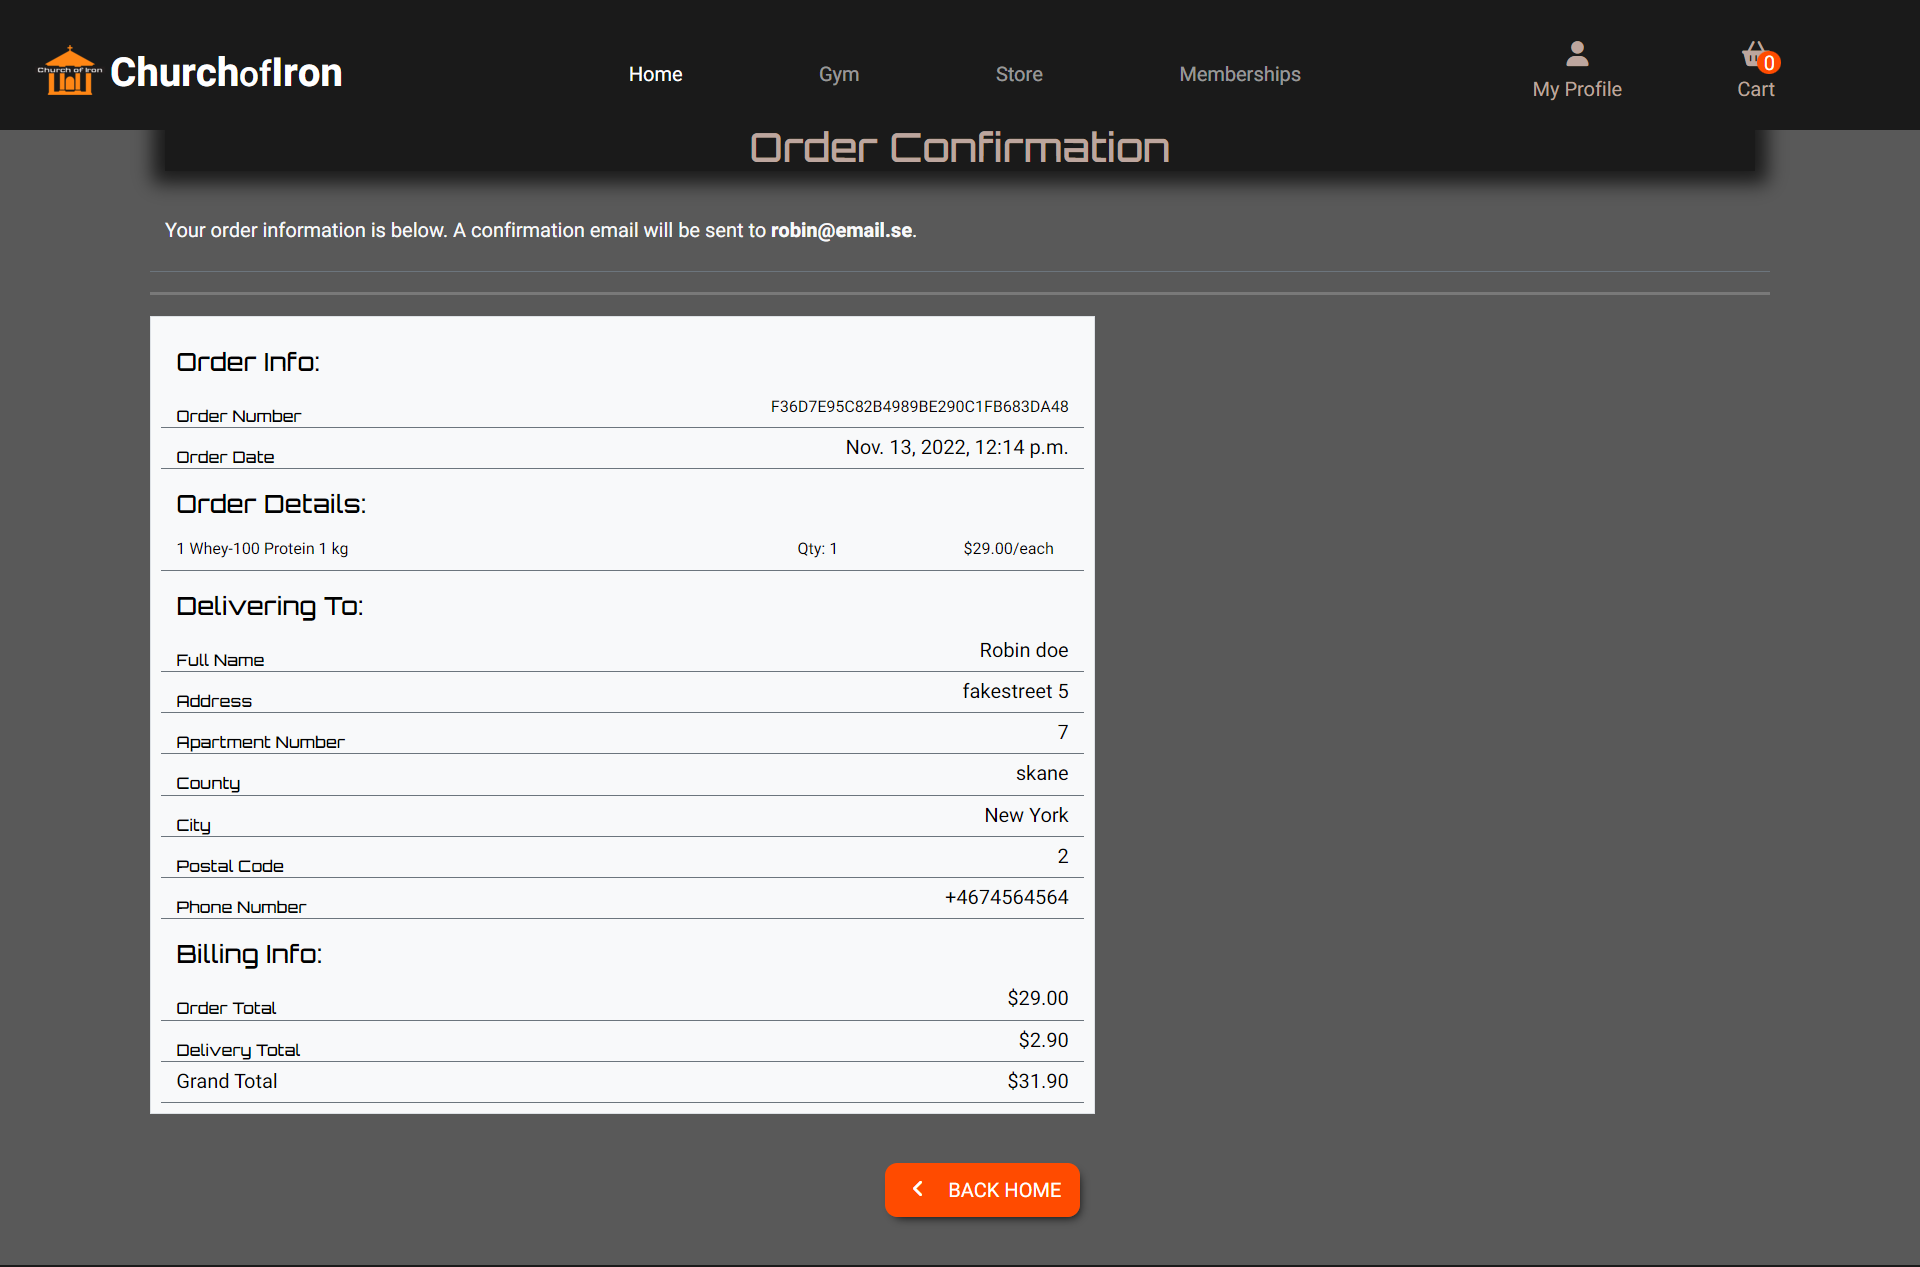 Church of Iron
ChurchofIron
Home
Gym
Store
Memberships
My Profile
0
Cart
Order Confirmation
Your order information is below. A confirmation email will be sent to robin@email.se.
Order Info:
Order Number F36D7E95C82B4989BE290C1FB683DA48
Order Date Nov. 13, 2022, 12:14 p.m.
Order Details:
1 Whey-100 Protein 1 kg Qty: 1 $29.00/each
Delivering To:
Full Name Robin doe
Address fakestreet 5
Apartment Number 7
County skane
City New York
Postal Code 2
Phone Number +4674564564
Billing Info:
Order Total $29.00
Delivery Total $2.90
Grand Total $31.90
BACK HOME